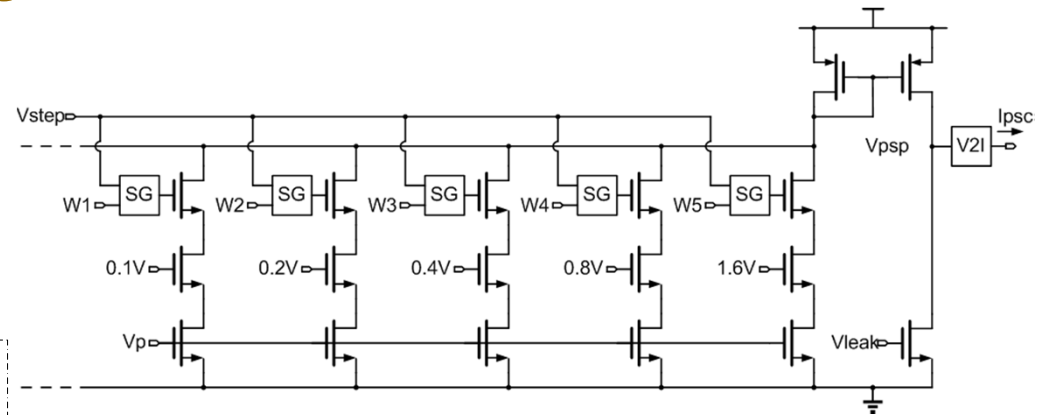 Vstep
Ipsc
Vpsp
V2I
SG
SG
SG
SG
SG
W1
W2
W3
W4
W5
0.1V
0.2V
0.4V
0.8V
1.6V
Vp
Vleak